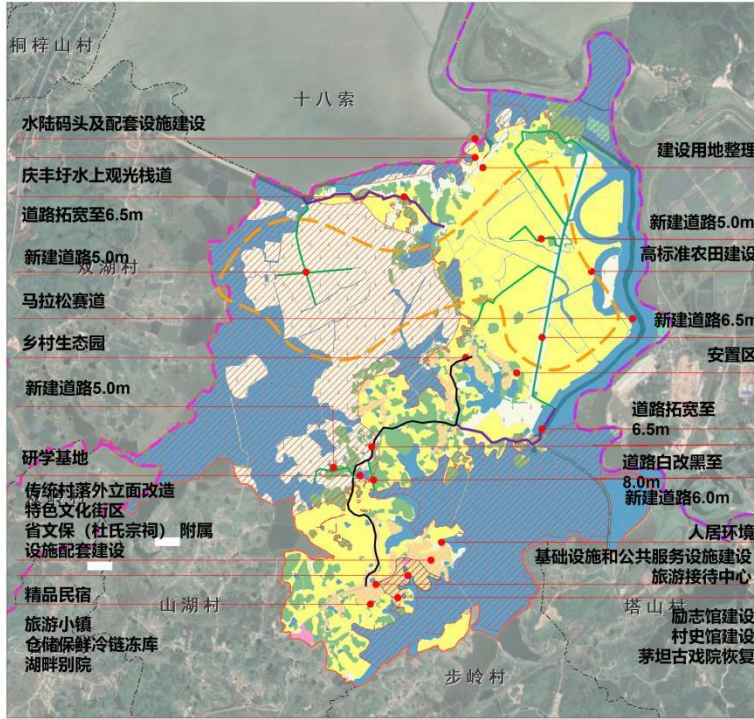 桐梓山村
十八索
水陆码头及配套设施建设
庆丰圩水上观光栈道
道路拓宽至6.5m
新建道路5.0m
双湖村
马拉松赛道
乡村生态园
新建道路5.0m
研学基地
传统村落外立面改造
特色文化街区
省文保（杜氏宗祠）附属
设施配套建设
精品民宿
旅游小镇
仓储保鲜冷链冻库
湖畔别院
山湖村
步岭村
塔山村
建设用地整理
新建道路5.0m
高标准农田建设
新建道路6.5m
安置区
道路拓宽至
6.5m
道路白改黑至
8.0m
新建道路6.0m
人居环境
基础设施和公共服务设施建设
旅游接待中心
励志馆建设
村史馆建设
茅坦古戏院恢复